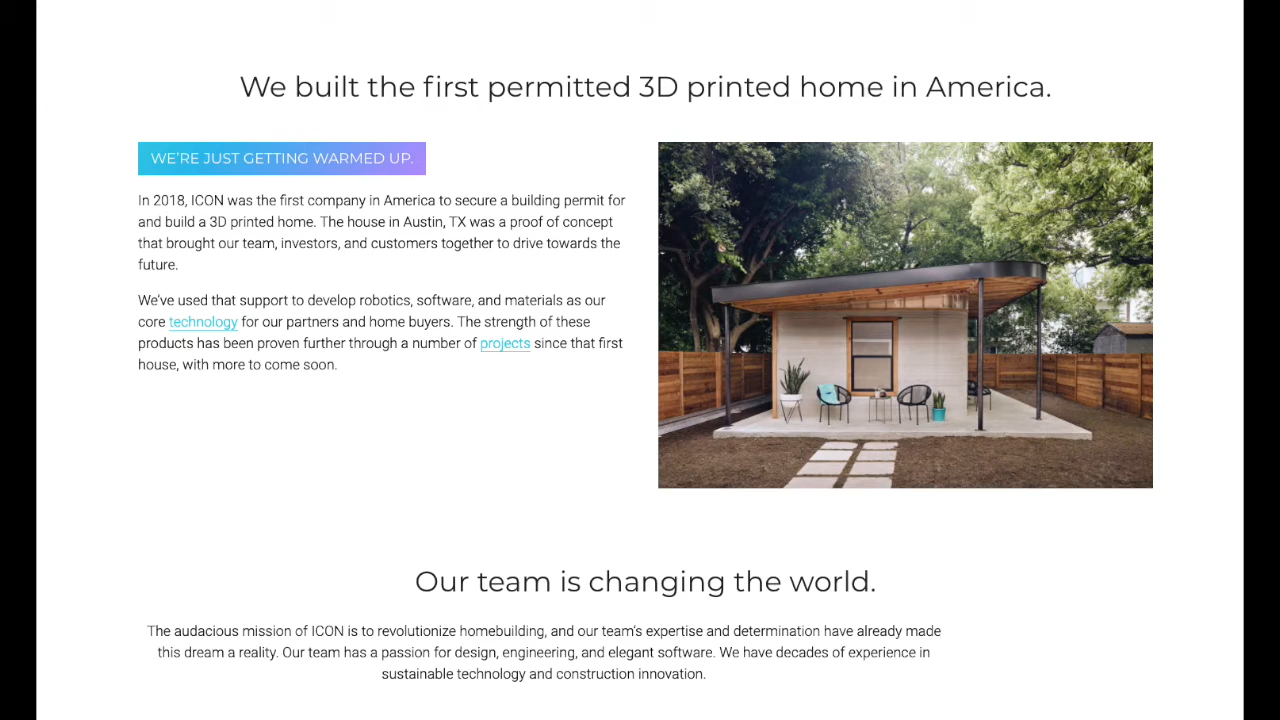 We built the first permitted 3D printed home in America.
WE'RE JUST GETTING WARMED UP.
In 2018, ICON was the first company in America to secure a building permit for
and build a 3D printed home. The house in Austin, TX was a proof of concept
that brought our team, investors, and customers together to drive towards the
future.
We've used that support to develop robotics, software, and materials as our
core technology for our partners and home buyers. The strength of these
products has been proven further through a number of projects since that first
house, with more to come soon.
Our team is changing the world.
The audacious mission of ICON is to revolutionize homebuilding, and our team's expertise and determination have already made
this dream a reality. Our team has a passion for design, engineering, and elegant software. We have decades of experience in
sustainable technology and construction innovation.